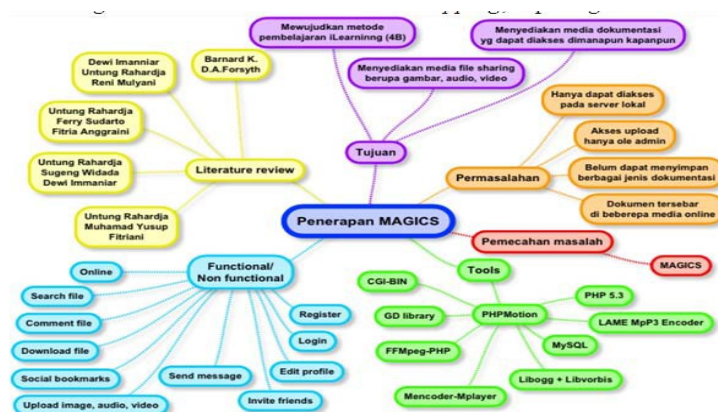 Mewujudkan metode
pembelajaran iLearninng (4B)
Menyediakan media dokumentasi
yg dapat diakses dimanapun kapanpun
Menyediakan media file sharing
berupa gambar, audio, video
Tujuan
Dewi Imanniar
Untung Rahardja
Reni Mulyani
Barnard K.
D.A.Forsyth
Untung Rahardja
Ferry Sudarto
Fitria Anggraini
Untung Rahardja
Sugeng Widada
Dewi Immaniar
Untung Rahardja
Muhamad Yusup
Fitriani
Literature review
Hanya dapat diakses
pada server lokal
Akses upload
hanya ole admin
Belum dapat menyimpan
berbagai jenis dokumentasi
Dokumen tersebar
di beberepa media online
Permasalahan
Penerapan MAGICS
Pemecahan masalah
MAGICS
Functional/
Non functional
Online
Search file
Comment file
Download file
Social bookmarks
Upload image, audio, video
Send message
Invite friends
Edit profile
Login
Register
Tools
PHPMotion
CGI-BIN
GD library
FFMpeg-PHP
Mencoder-Mplayer
Libogg + Libvorbis
MySQL
LAME MpP3 Encoder
PHP 5.3